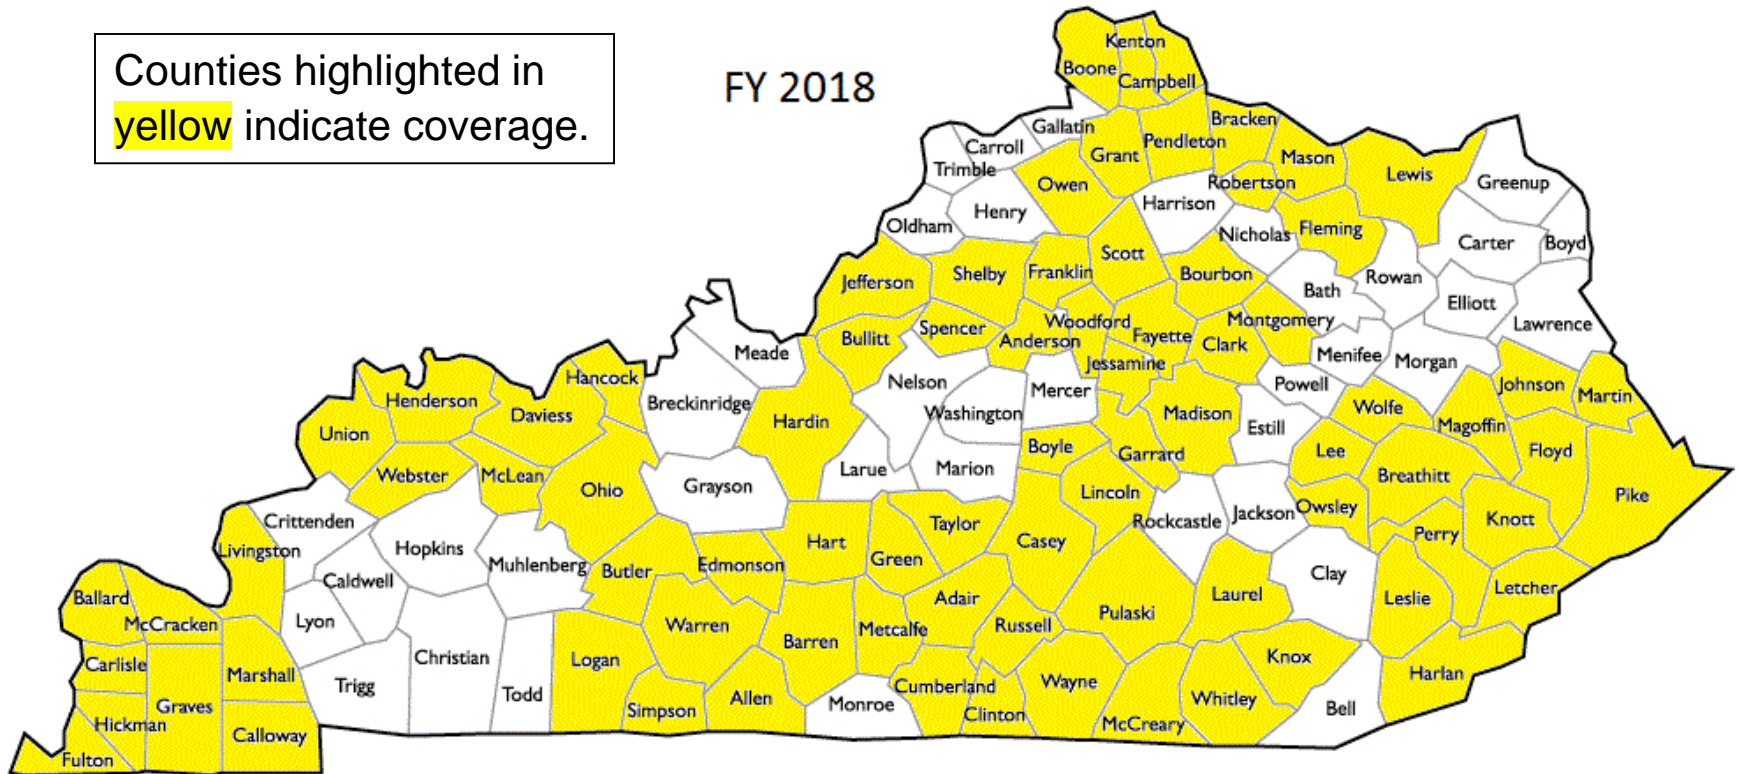 Counties highlighted in
yellow indicate coverage.
FY 2018
Kenton
Boone
Campbell
Gallatin
Bracken
Carroll
Pendleton
Grant
Mason
Trimble
Lewis
Owen
Robertson
Greenup
Harrison
Henry
Oldham
Nicholas
Fleming
Carter
Boyd
Scott
Shelby
Franklin
Bourbon
Rowan
Jefferson
Bath
Elliott
Woodford
Montgomery
Lawrence
Spencer
Fayette
Bullitt
Anderson
Clark
Meade
Menifee
Morgan
Jessamine
Hancock
Nelson
Powell
Johnson
Mercer
Martin
Henderson
Breckinridge
Wolfe
Daviess
Washington
Madison
Hardin
Estill
Magoffin
Union
Boyle
Lee
Floyd
Garrard
Larue
Marion
Webster
McLean
Breathitt
Grayson
Ohio
Lincoln
Pike
Owsley
Jackson
Rockcastle
Knott
Crittenden
Taylor
Perry
Casey
Hart
Hopkins
Livingston
Green
Muhlenberg
Edmonson
Butler
Clay
Caldwell
Letcher
Laurel
Ballard
Adair
Leslie
Pulaski
Lyon
McCracken
Warren
Russell
Metcalfe
Barren
Christian
Logan
Knox
Carlisle
Marshall
Harlan
Wayne
Trigg
Cumberland
Todd
Allen
Whitley
Graves
Monroe
Bell
Simpson
Clinton
Hickman
McCreary
Calloway
Fulton